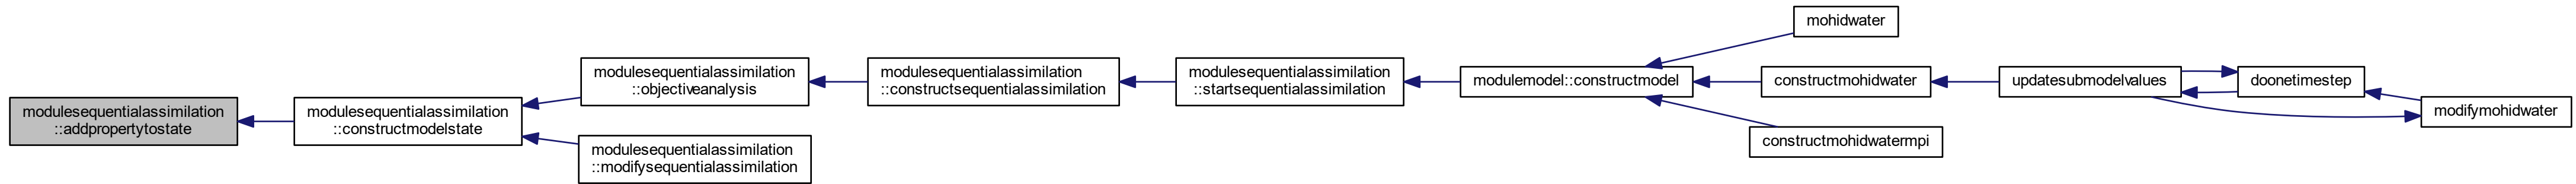 modulesequentialassimilation
::addpropertytostate
modulesequentialassimilation
::constructmodelstate
modulesequentialassimilation
::objectiveanalysis
modulesequentialassimilation
::modifysequentialassimilation
modulesequentialassimilation
::constructsequentialassimilation
modulesequentialassimilation
::startsequentialassimilation
modulemodel::constructmodel
mohidwater
constructmohidwater
constructmohidwatermpi
updatesubmodelvalues
doonetimestep
modifymohidwater